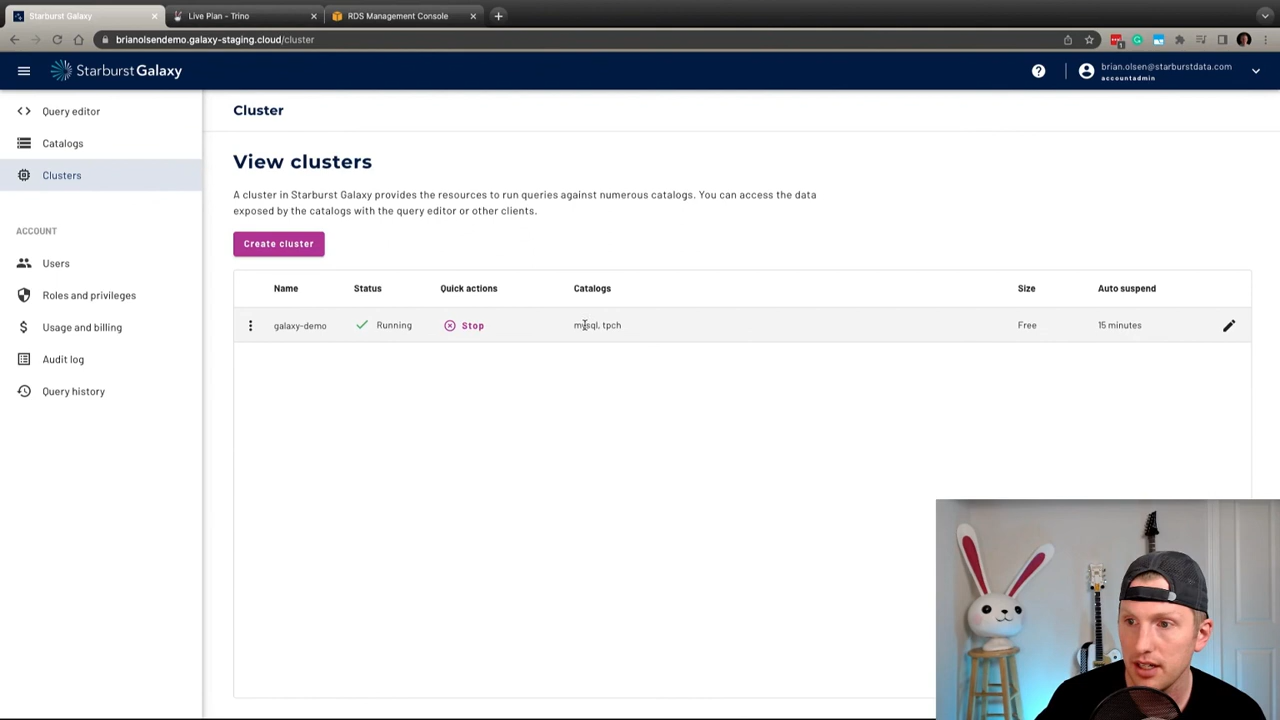 Starburst Galaxy
Live Plan - Trino
RDS Management Console
brianolsendemo.galaxy-staging.cloud/cluster
1
Starburst Galaxy
brian.olsen@starburstdata.com
accountadmin
Query editor
Catalogs
Clusters
ACCOUNT
Users
Roles and privileges
Usage and billing
Audit log
Query history
Cluster
View clusters
A cluster in Starburst Galaxy provides the resources to run queries against numerous catalogs. You can access the data
exposed by the catalogs with the query editor or other clients.
Create cluster
Name Status Quick actions Catalogs Size Auto suspend
galaxy-demo Running Stop mysql, tpch Free 15 minutes